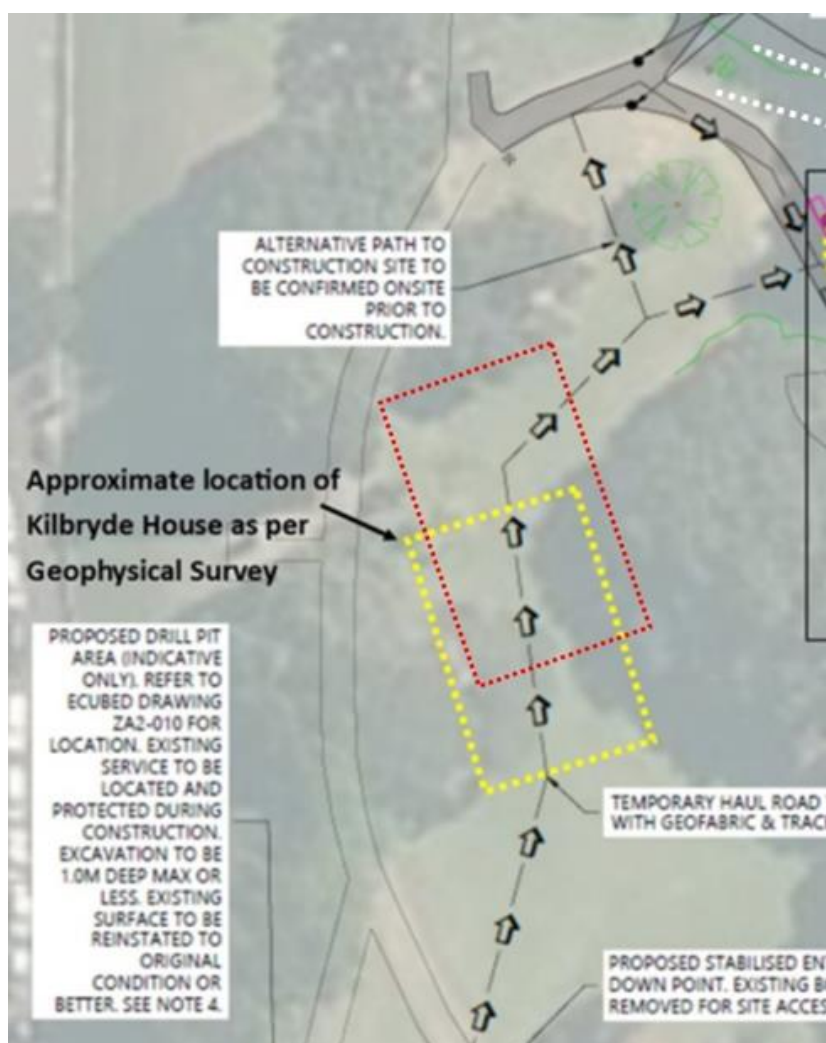 ALTERNATIVE PATH TO
CONSTRUCTION SITE TO
BE CONFIRMED ONSITE
PRIOR TO
CONSTRUCTION.
Approximate location of
Kilbryde House as per
Geophysical Survey
PROPOSED DRILL PIT
AREA (INDICATIVE
ONLY). REFER TO
ECUBED DRAWING
ZA2-010 FOR
LOCATION. EXISTING
SERVICE TO BE
LOCATED AND
PROTECTED DURING
CONSTRUCTION.
EXCAVATION TO BE
1.0M DEEP MAX OR
LESS. EXISTING
SURFACE TO BE
REINSTATED TO
ORIGINAL
CONDITION OR
BETTER. SEE NOTE 4.
TEMPORARY HAUL ROAD
WITH GEOFABRIC &
PROPOSED STABILISED
DOWN POINT. EXISTING
REMOVED FOR SITE